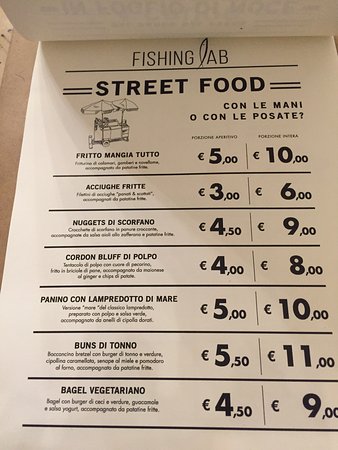 IN FOGLIO DI NOCE
FISHING LAB
STREET FOOD
CON LE MANI
O CON LE POSATE?
PORZIONE APERITIVO PORZIONE INTERA
FRITTO MANGIA TUTTO
Fritturina di calamari, gamberi e novellame,
accompagnato da patatine fritte.
€ 5,00 € 10,00
ACCIUGHE FRITTE
Filettini di acciughe "panati & scottati",
accompagnate da patatine fritte.
€ 3,00 € 6,00
NUGGETS DI SCORFANO
Crocchette di scorfano in panure croccante,
accompagnate da salsa aioli allo zafferano e patatine fritte.
€ 4,50 € 9,00
CORDON BLUFF DI POLPO
Tentacolo di polpo con cuore di pecorino,
fritto in briciole di pane, accompagnato da maionese
al ginger e chips di patate.
€ 4,00 € 8,00
PANINO CON LAMPREDOTTO DI MARE
Versione "mare "del classico lampredotto,
preparato con polpo e salsa verde,
accompagnato da anelli di cipolla dorati.
€ 5,00 € 10,00
BUNS DI TONNO
Bocconcino bretzel con burger di tonno e verdure,
cipollina caramellata, senape al miele e pomodoro
al forno, accompagnato da patatine fritte.
€ 5,50 € 11,00
BAGEL VEGETARIANO
Bagel con burger di ceci e verdure, guacamole
e salsa yogurt, accompagnato da patatine fritte.
€ 4,50 € 9,00